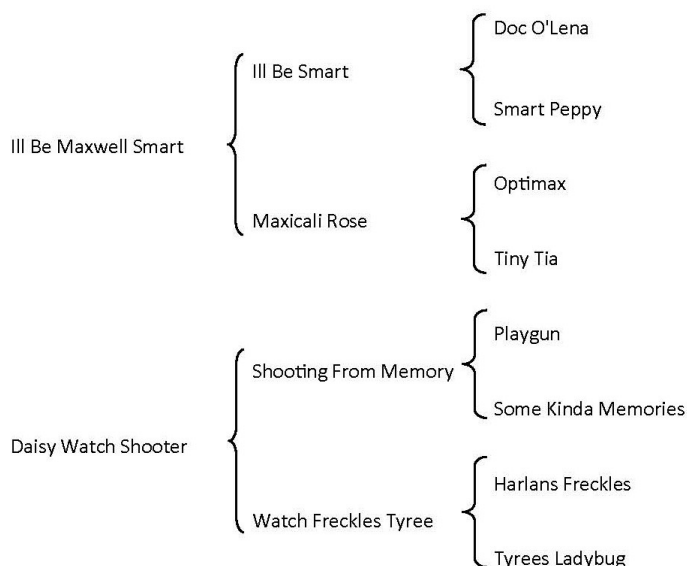 Doc O'Lena
Ill Be Smart
Smart Peppy
Ill Be Maxwell Smart
Optimax
Maxicali Rose
Tiny Tia
Playgun
Shooting From Memory
Some Kinda Memories
Daisy Watch Shooter
Harlans Freckles
Watch Freckles Tyree
Tyrees Ladybug